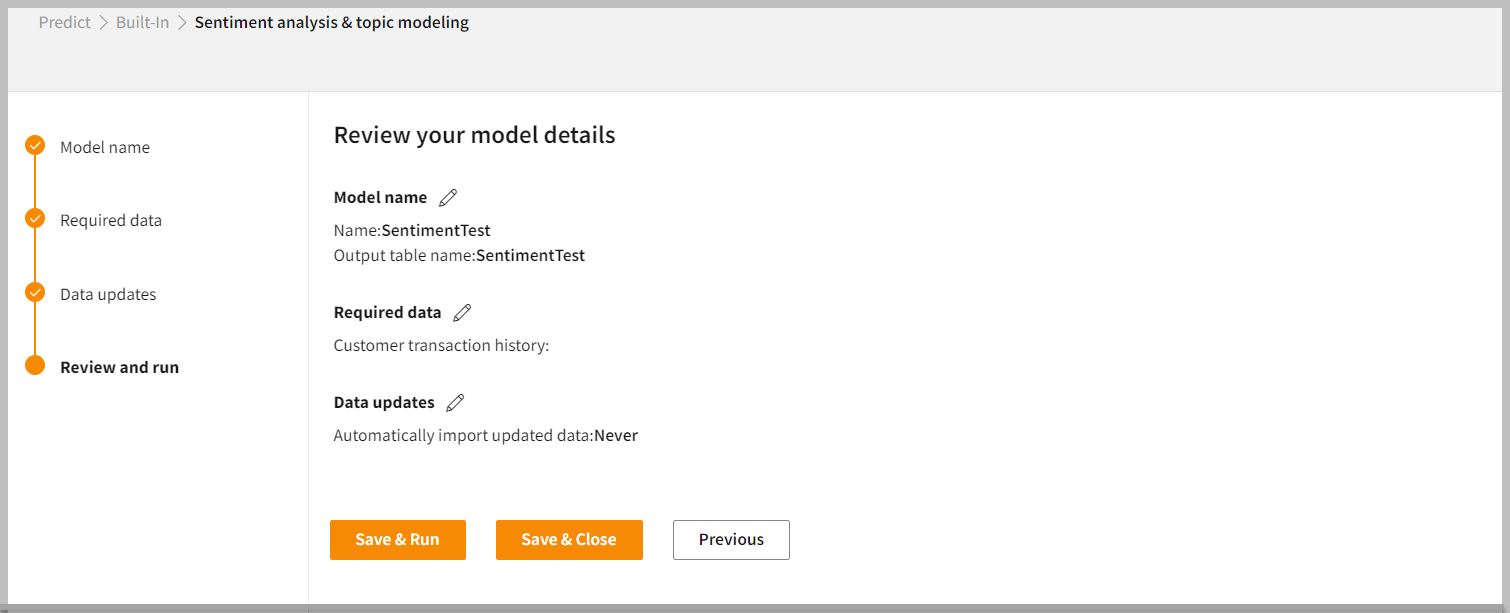 Predict > Built-In > Sentiment analysis & topic modeling
Model name
Required data
Data updates
Review and run
Review your model details
Model name
Name:SentimentTest
Output table name:SentimentTest
Required data
Customer transaction history:
Data updates
Automatically import updated data:Never
Save & Run
Save & Close
Previous